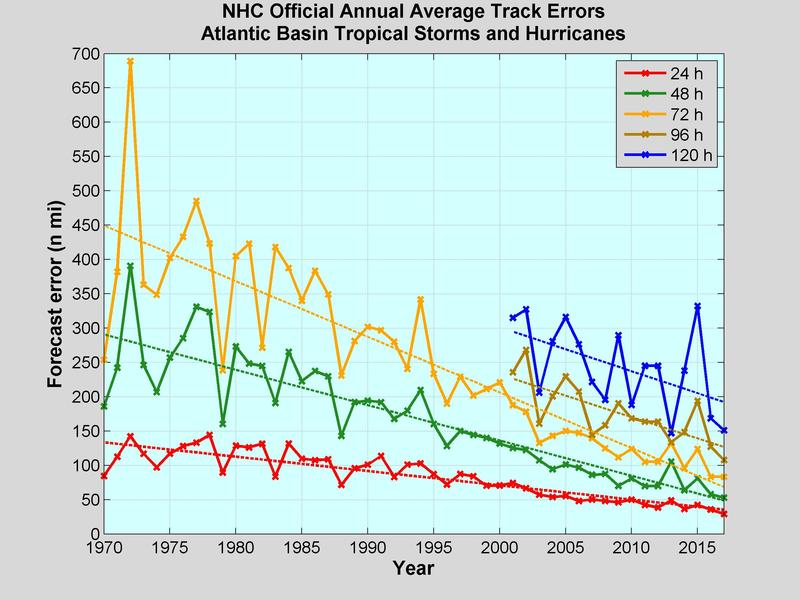 NHC Official Annual Average Track Errors
Atlantic Basin Tropical Storms and Hurricanes
24 h
48 h
72 h
96 h
120 h
700
650
600
550
500
450
400
350
300
250
200
150
100
50
0
Forecast error (n mi)
1970 1975 1980 1985 1990 1995 2000 2005 2010 2015
Year